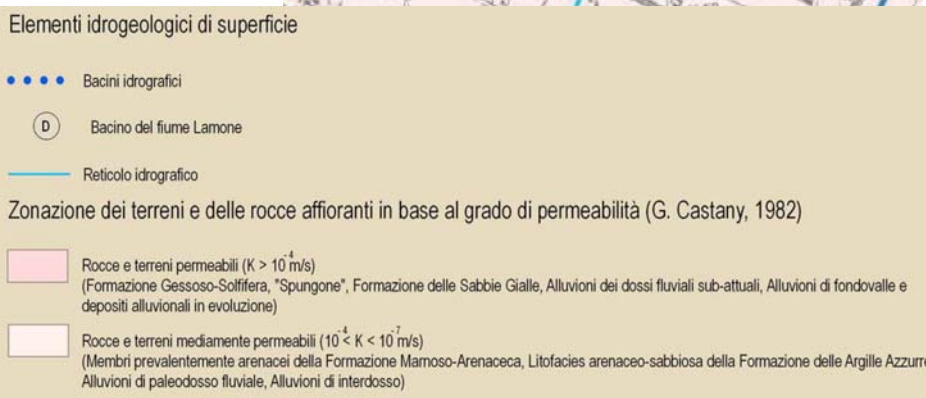 Elementi idrogeologici di superficie
Bacini idrografici
D Bacino del fiume Lamone
Reticolo idrografico
Zonazione dei terreni e delle rocce affioranti in base al grado di permeabilità (G. Castany, 1982)
Rocce e terreni permeabili (K > 10⁻⁴ m/s)
(Formazione Gessoso-Solfifera, "Spungone", Formazione delle Sabbie Gialle, Alluvioni dei dossi fluviali sub-attuali, Alluvioni di fondovalle e
depositi alluvionali in evoluzione)
Rocce e terreni mediamente permeabili (10⁻⁴ < K < 10⁻⁷ m/s)
(Membri prevalentemente arenacei della Formazione Marnoso-Arenaceca, Litofacies arenaceo-sabbiosa della Formazione delle Argille Azzurre
Alluvioni di paleodosso fluviale, Alluvioni di interdosso)